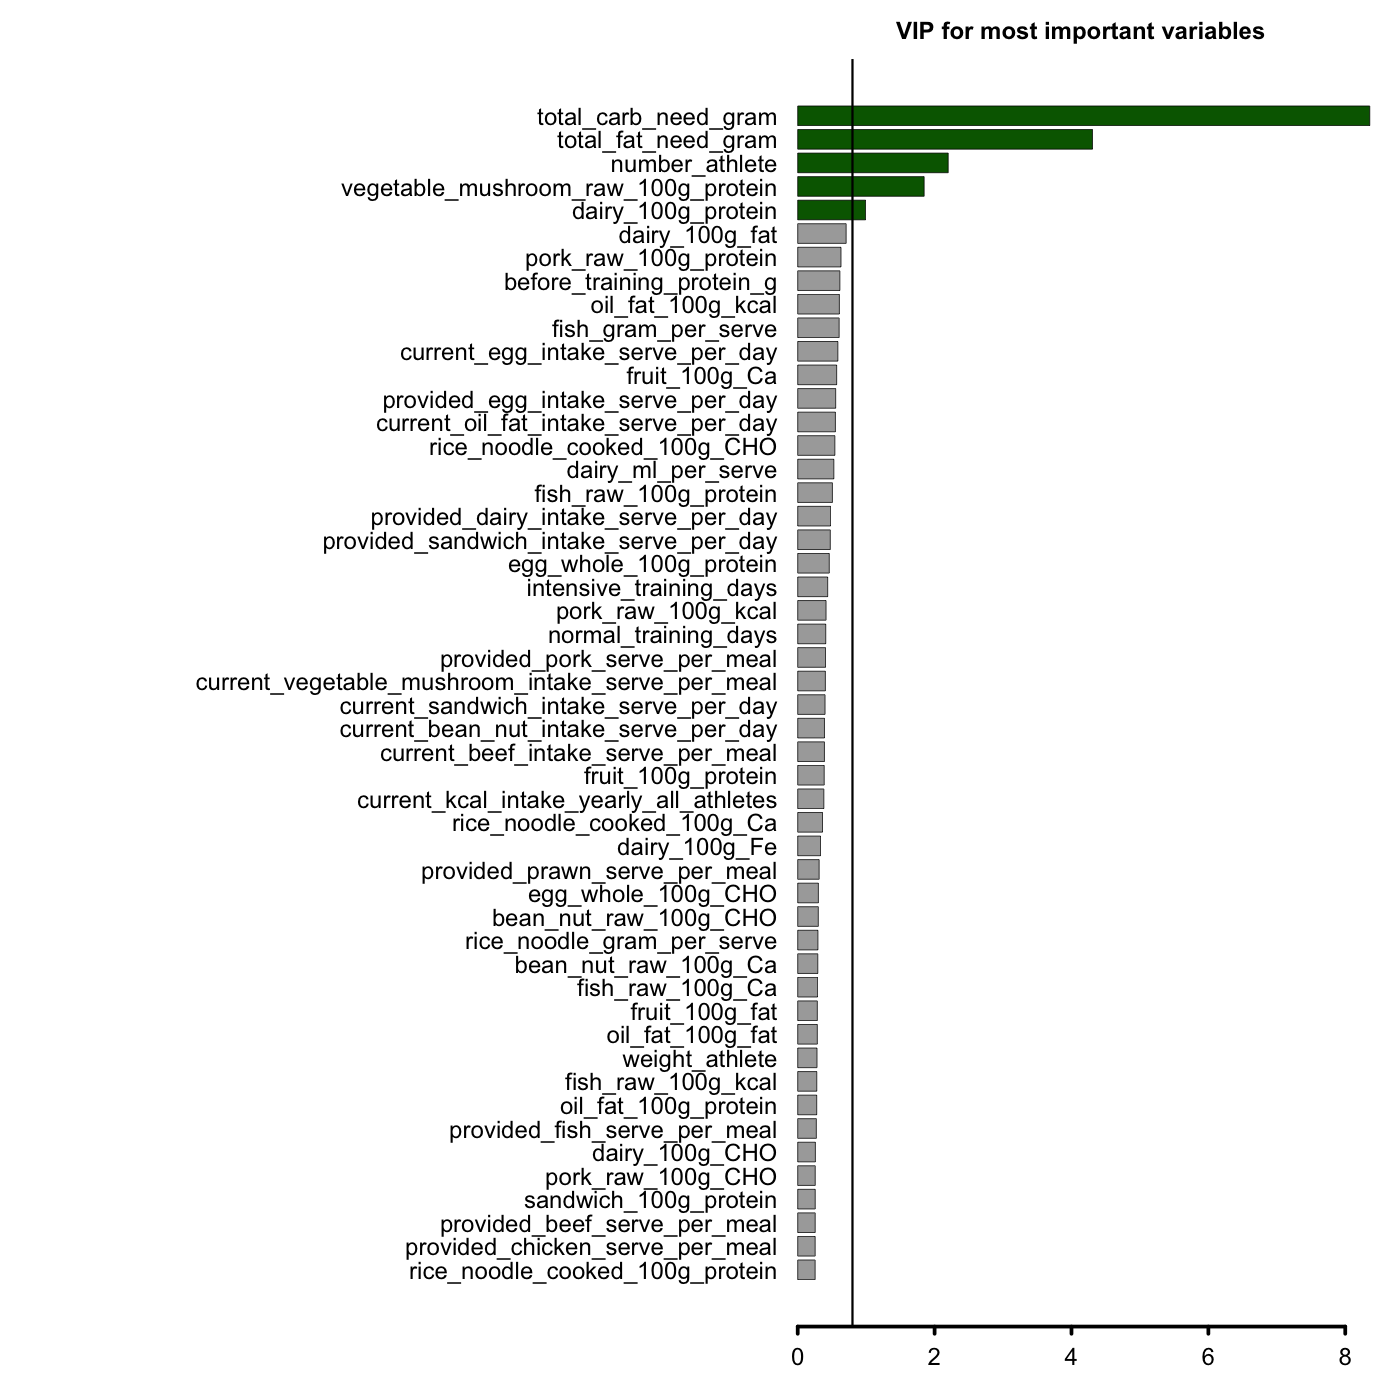 VIP for most important variables
total_carb_need_gram
total_fat_need_gram
number_athlete
vegetable_mushroom_raw_100g_protein
dairy_100g_protein
dairy_100g_fat
pork_raw_100g_protein
before_training_protein_g
oil_fat_100g_kcal
fish_gram_per_serve
current_egg_intake_serve_per_day
fruit_100g_Ca
provided_egg_intake_serve_per_day
current_oil_fat_intake_serve_per_day
rice_noodle_cooked_100g_CHO
dairy_ml_per_serve
fish_raw_100g_protein
provided_dairy_intake_serve_per_day
provided_sandwich_intake_serve_per_day
egg_whole_100g_protein
intensive_training_days
pork_raw_100g_kcal
normal_training_days
provided_pork_serve_per_meal
current_vegetable_mushroom_intake_serve_per_meal
current_sandwich_intake_serve_per_day
current_bean_nut_intake_serve_per_day
current_beef_intake_serve_per_meal
fruit_100g_protein
current_kcal_intake_yearly_all_athletes
rice_noodle_cooked_100g_Ca
dairy_100g_Fe
provided_prawn_serve_per_meal
egg_whole_100g_CHO
bean_nut_raw_100g_CHO
rice_noodle_gram_per_serve
bean_nut_raw_100g_Ca
fish_raw_100g_Ca
fruit_100g_fat
oil_fat_100g_fat
weight_athlete
fish_raw_100g_kcal
oil_fat_100g_protein
provided_fish_serve_per_meal
dairy_100g_CHO
pork_raw_100g_CHO
sandwich_100g_protein
provided_beef_serve_per_meal
provided_chicken_serve_per_meal
rice_noodle_cooked_100g_protein
0 2 4 6 8